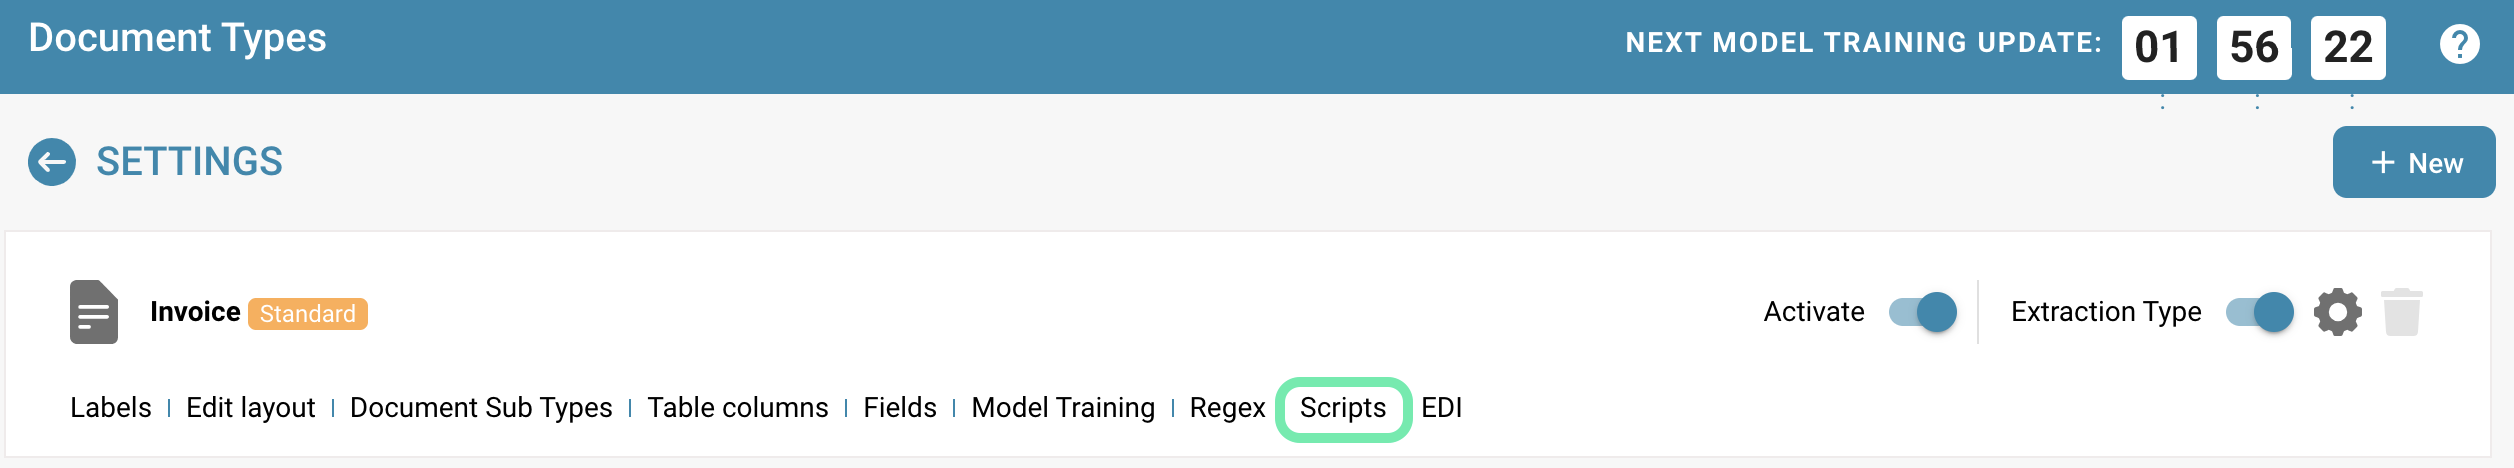 Document Types NEXT MODEL TRAINING UPDATE: 01 56 22 ?
SETTINGS + New
Invoice Standard Activate Extraction Type
Labels | Edit layout | Document Sub Types | Table columns | Fields | Model Training | Regex Scripts EDI